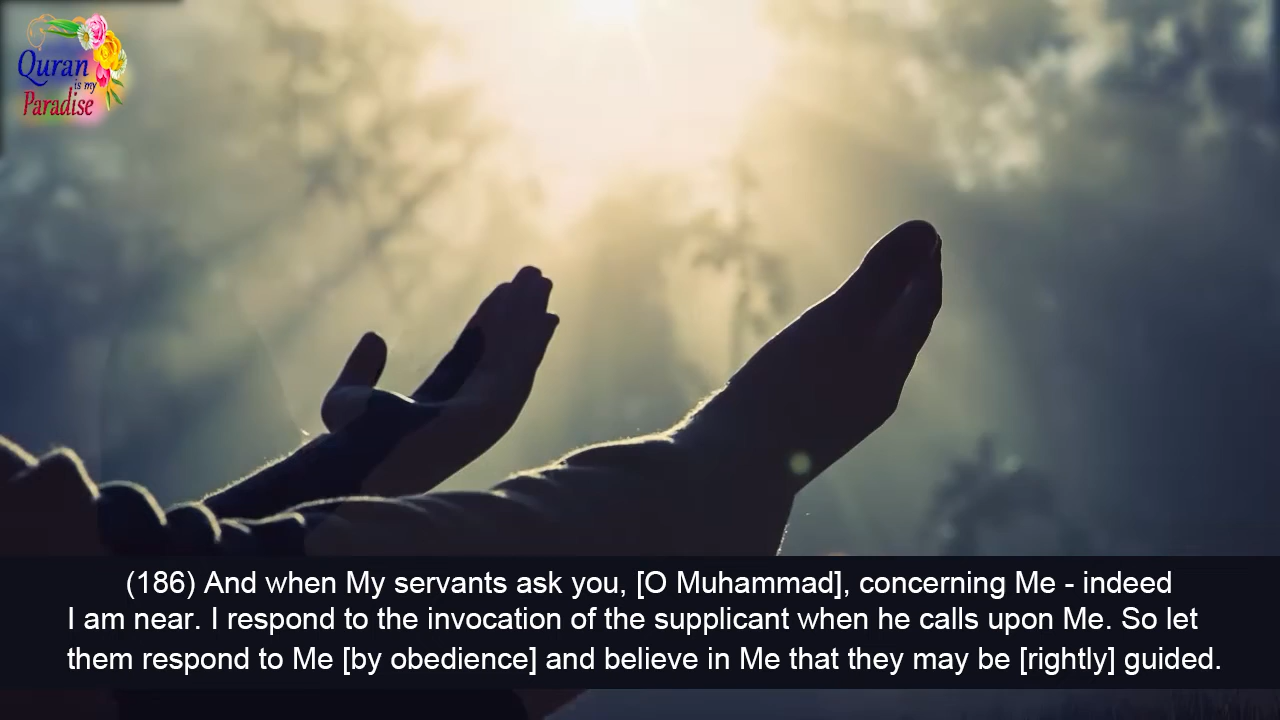 Quran
is my
Paradise
(186) And when My servants ask you, [O Muhammad], concerning Me - indeed
I am near. I respond to the invocation of the supplicant when he calls upon Me. So let
them respond to Me [by obedience] and believe in Me that they may be [rightly] guided.